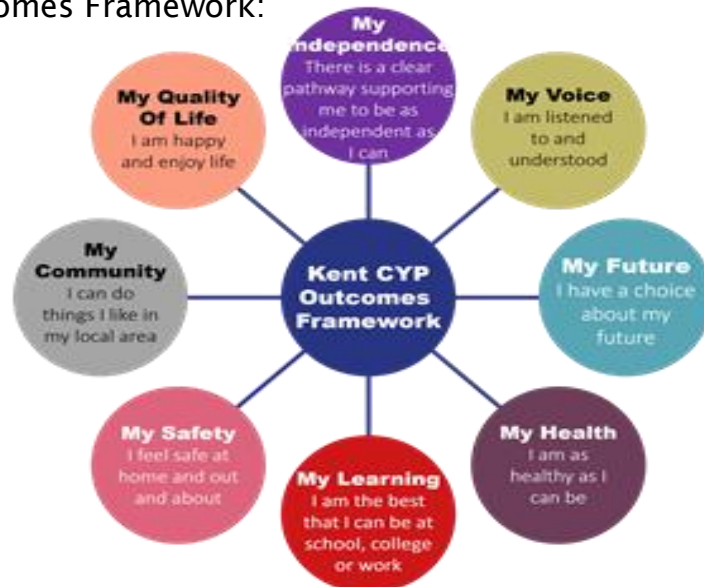 omes Framework:
My
Independence
There is a clear
pathway supporting
me to be as
independent as
I can
My Voice
I am listened
to and
understood
My Future
I have a choice
about my
future
My Health
I am as
healthy as I
can be
My Learning
I am the best
that I can be at
school, college
or work
My Safety
I feel safe at
home and out
and about
My
Community
I can do
things I like in
my local area
My Quality
Of Life
I am happy
and enjoy life
Kent CYP
Outcomes
Framework